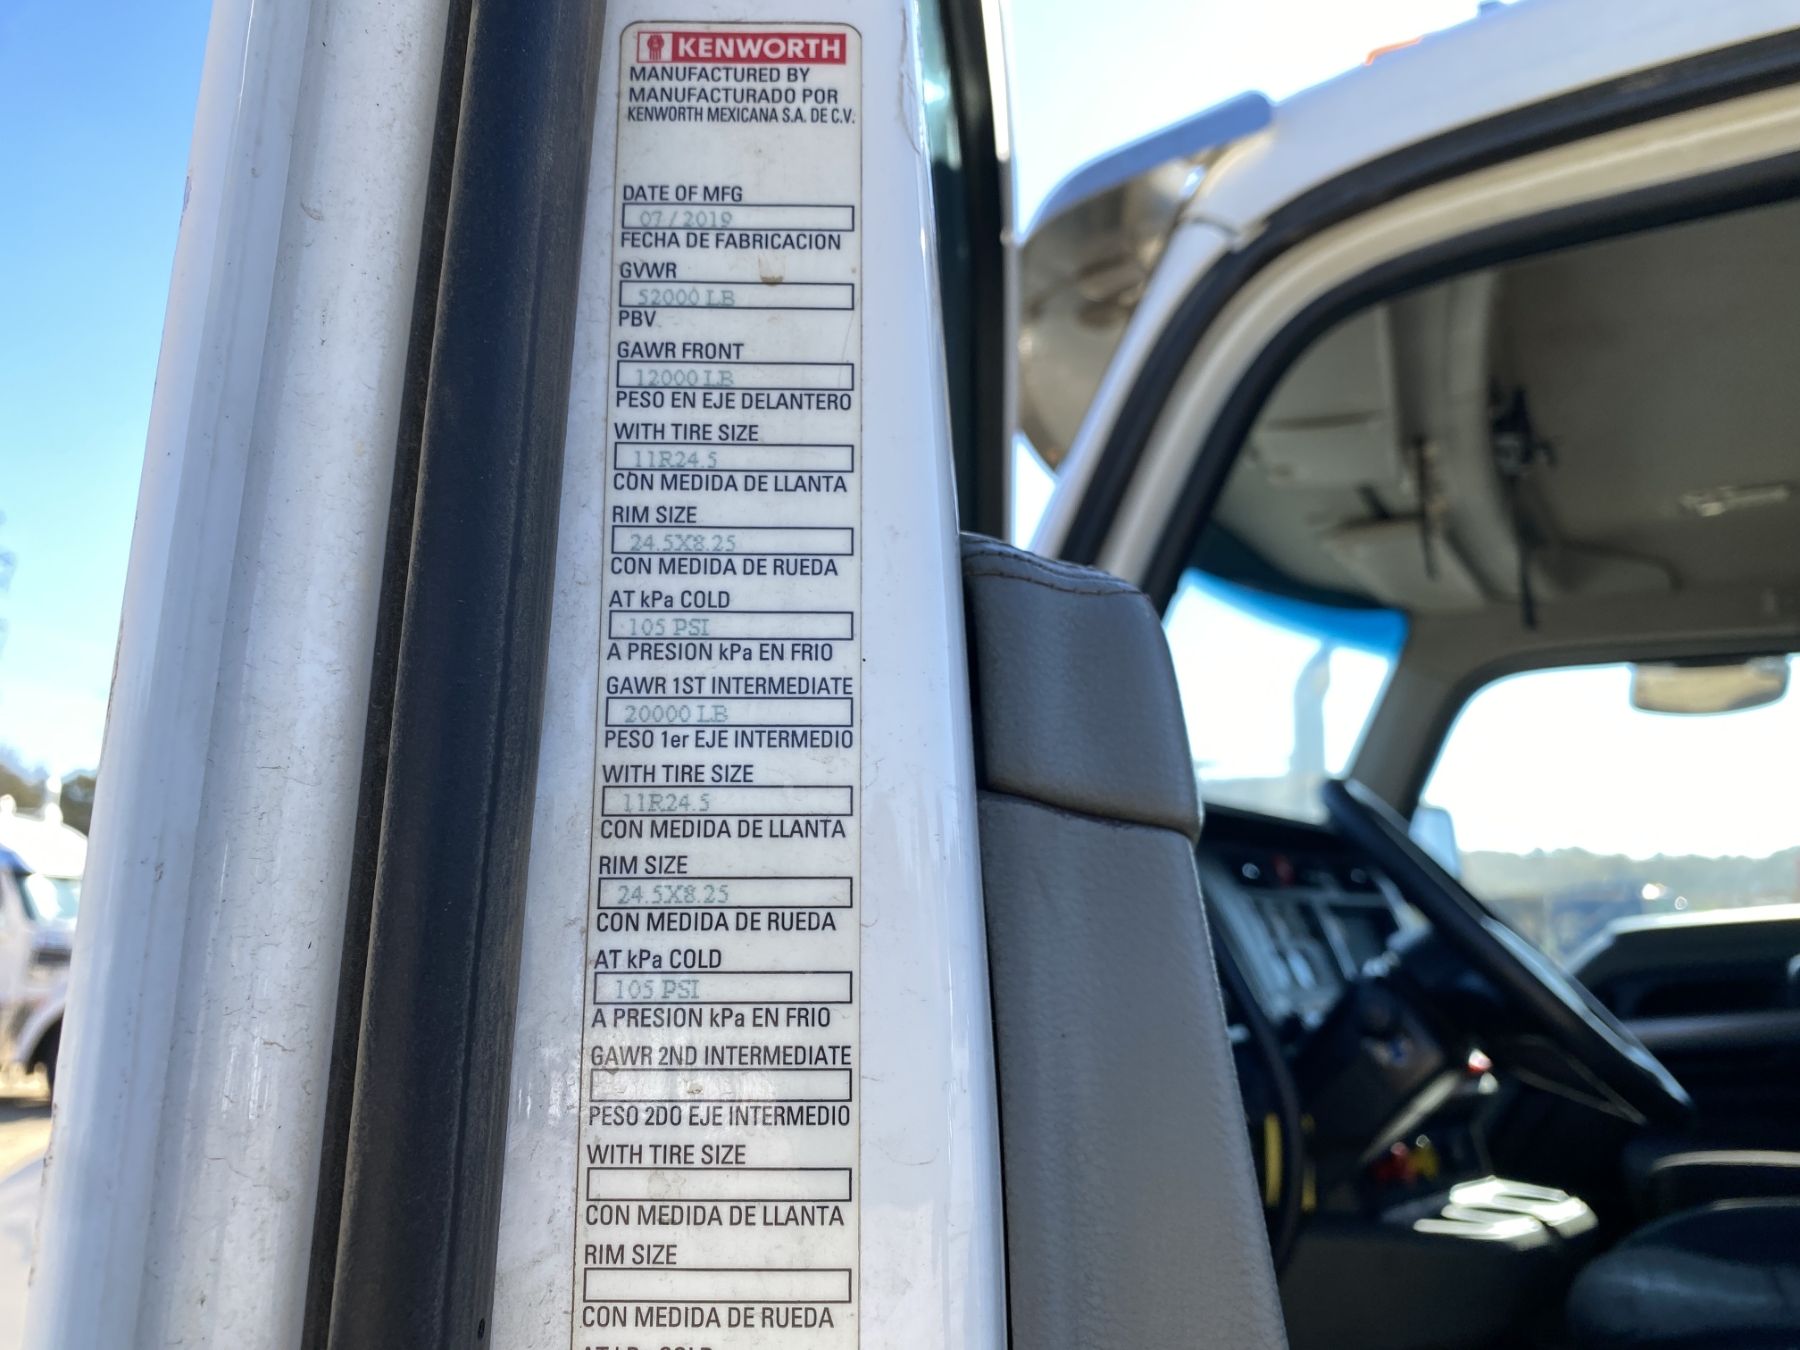 KENWORTH
MANUFACTURED BY
MANUFACTURADO POR
KENWORTH MEXICANA S.A. DE C.V.
DATE OF MFG
07/2019
FECHA DE FABRICACION
GVWR
52000 LB
PBV
GAWR FRONT
12000 LB
PESO EN EJE DELANTERO
WITH TIRE SIZE
11R24.5
CON MEDIDA DE LLANTA
RIM SIZE
24.5X8.25
CON MEDIDA DE RUEDA
AT kPa COLD
105 PSI
A PRESION kPa EN FRIO
GAWR 1ST INTERMEDIATE
20000 LB
PESO 1er EJE INTERMEDIO
WITH TIRE SIZE
11R24.5
CON MEDIDA DE LLANTA
RIM SIZE
24.5X8.25
CON MEDIDA DE RUEDA
AT kPa COLD
105 PSI
A PRESION kPa EN FRIO
GAWR 2ND INTERMEDIATE
PESO 2DO EJE INTERMEDIO
WITH TIRE SIZE
CON MEDIDA DE LLANTA
RIM SIZE
CON MEDIDA DE RUEDA